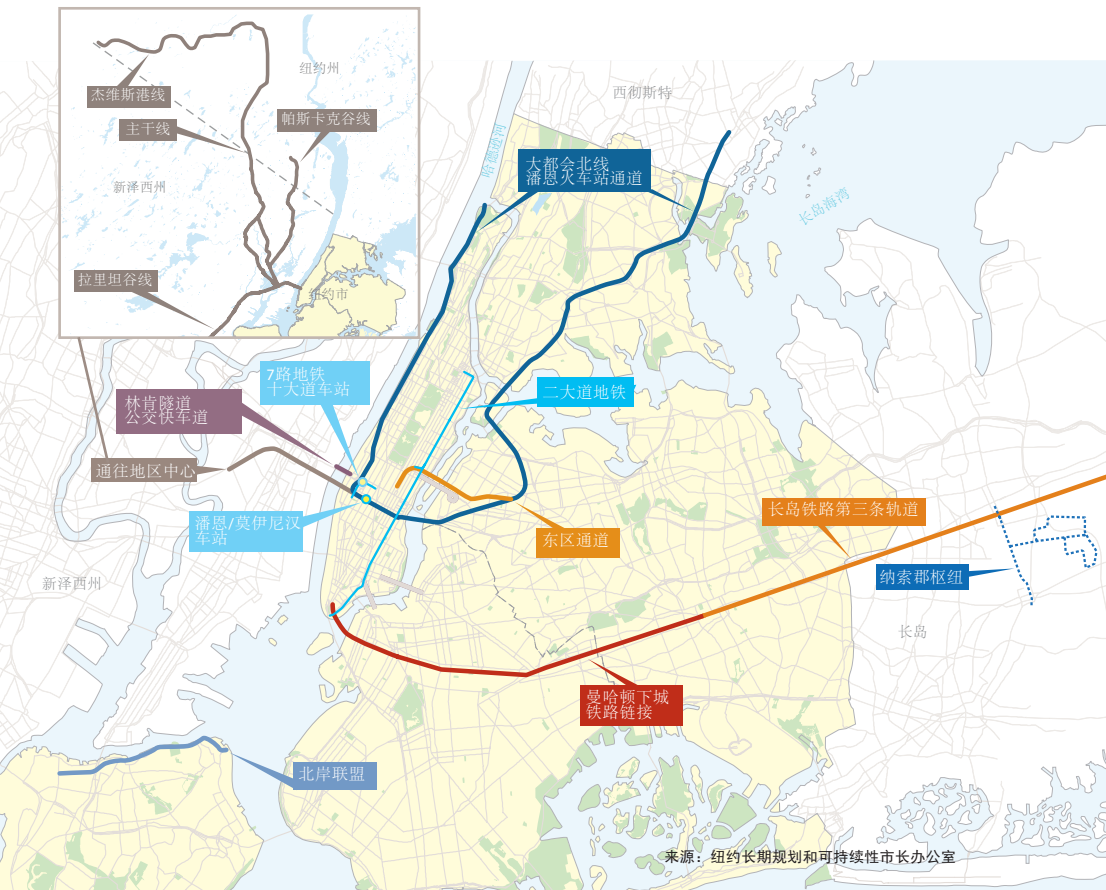 纽约州
杰维斯港线
主干线
帕斯卡克谷线
新泽西州
拉里坦谷线
纽约市
西彻斯特
哈德逊河
大都会北线
潘恩火车站通道
长岛海湾
7路地铁
十大道车站
二大道地铁
林肯隧道
公交快车道
通往地区中心
潘恩/莫伊尼汉
车站
东区通道
长岛铁路第三条轨道
纳索郡枢纽
新泽西州
长岛
曼哈顿下城
铁路链接
北岸联盟
来源：纽约长期规划和可持续性市长办公室